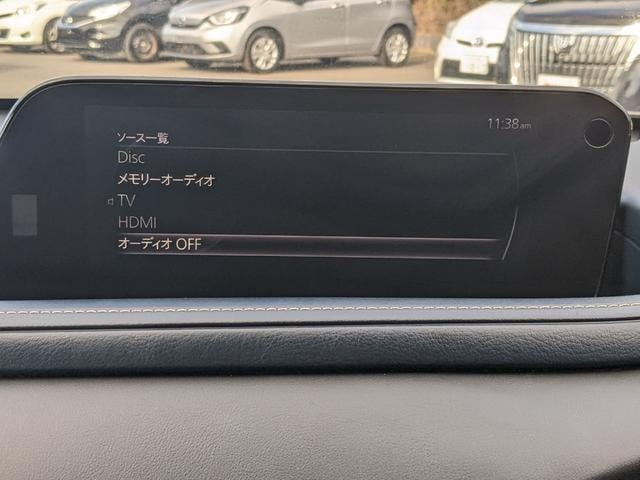 11:38am
ソース一覧
Disc
メモリーオーディオ
TV
HDMI
オーディオ OFF